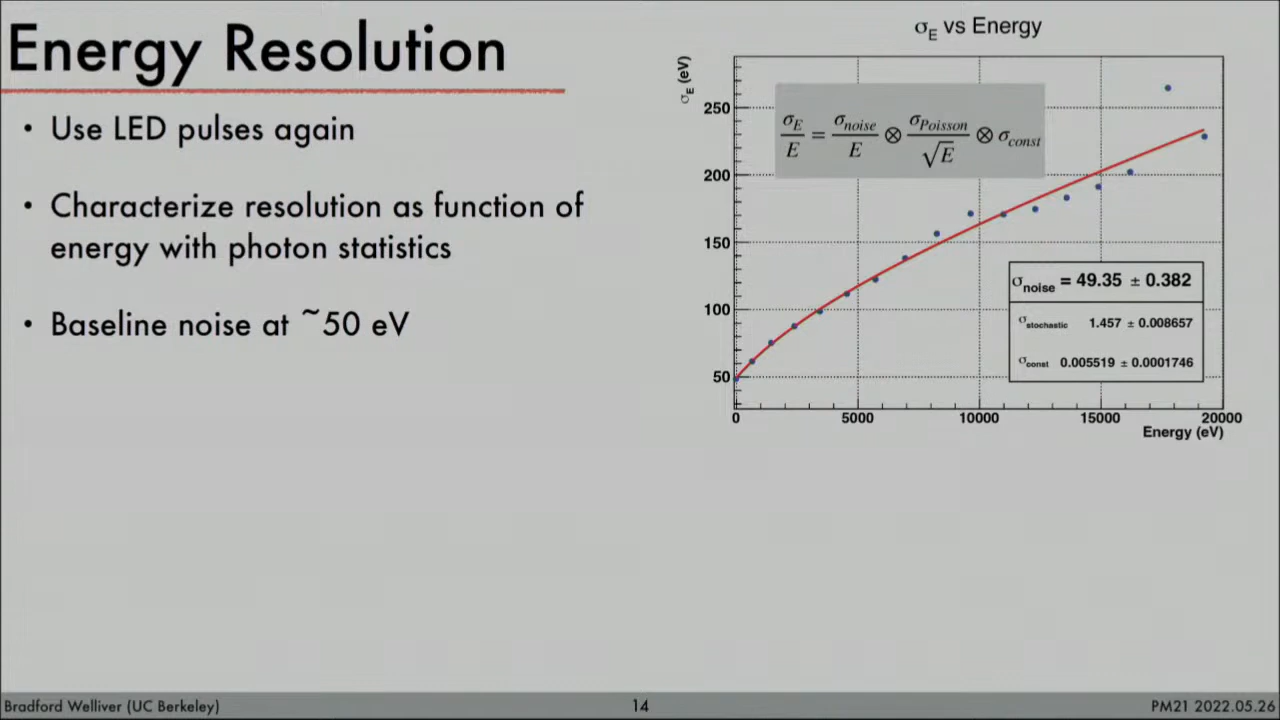 Energy Resolution
• Use LED pulses again
• Characterize resolution as function of
energy with photon statistics
• Baseline noise at ~50 eV
σE vs Energy
σE (eV)
250
200
150
100
50
σE/E = σnoise/E ⊗ σPoisson/√E ⊗ σconst
σnoise = 49.35 ± 0.382
σstochastic 1.457 ± 0.008657
σconst 0.005519 ± 0.0001746
0 5000 10000 15000 20000
Energy (eV)
Bradford Welliver (UC Berkeley) 14 PM21 2022.05.26